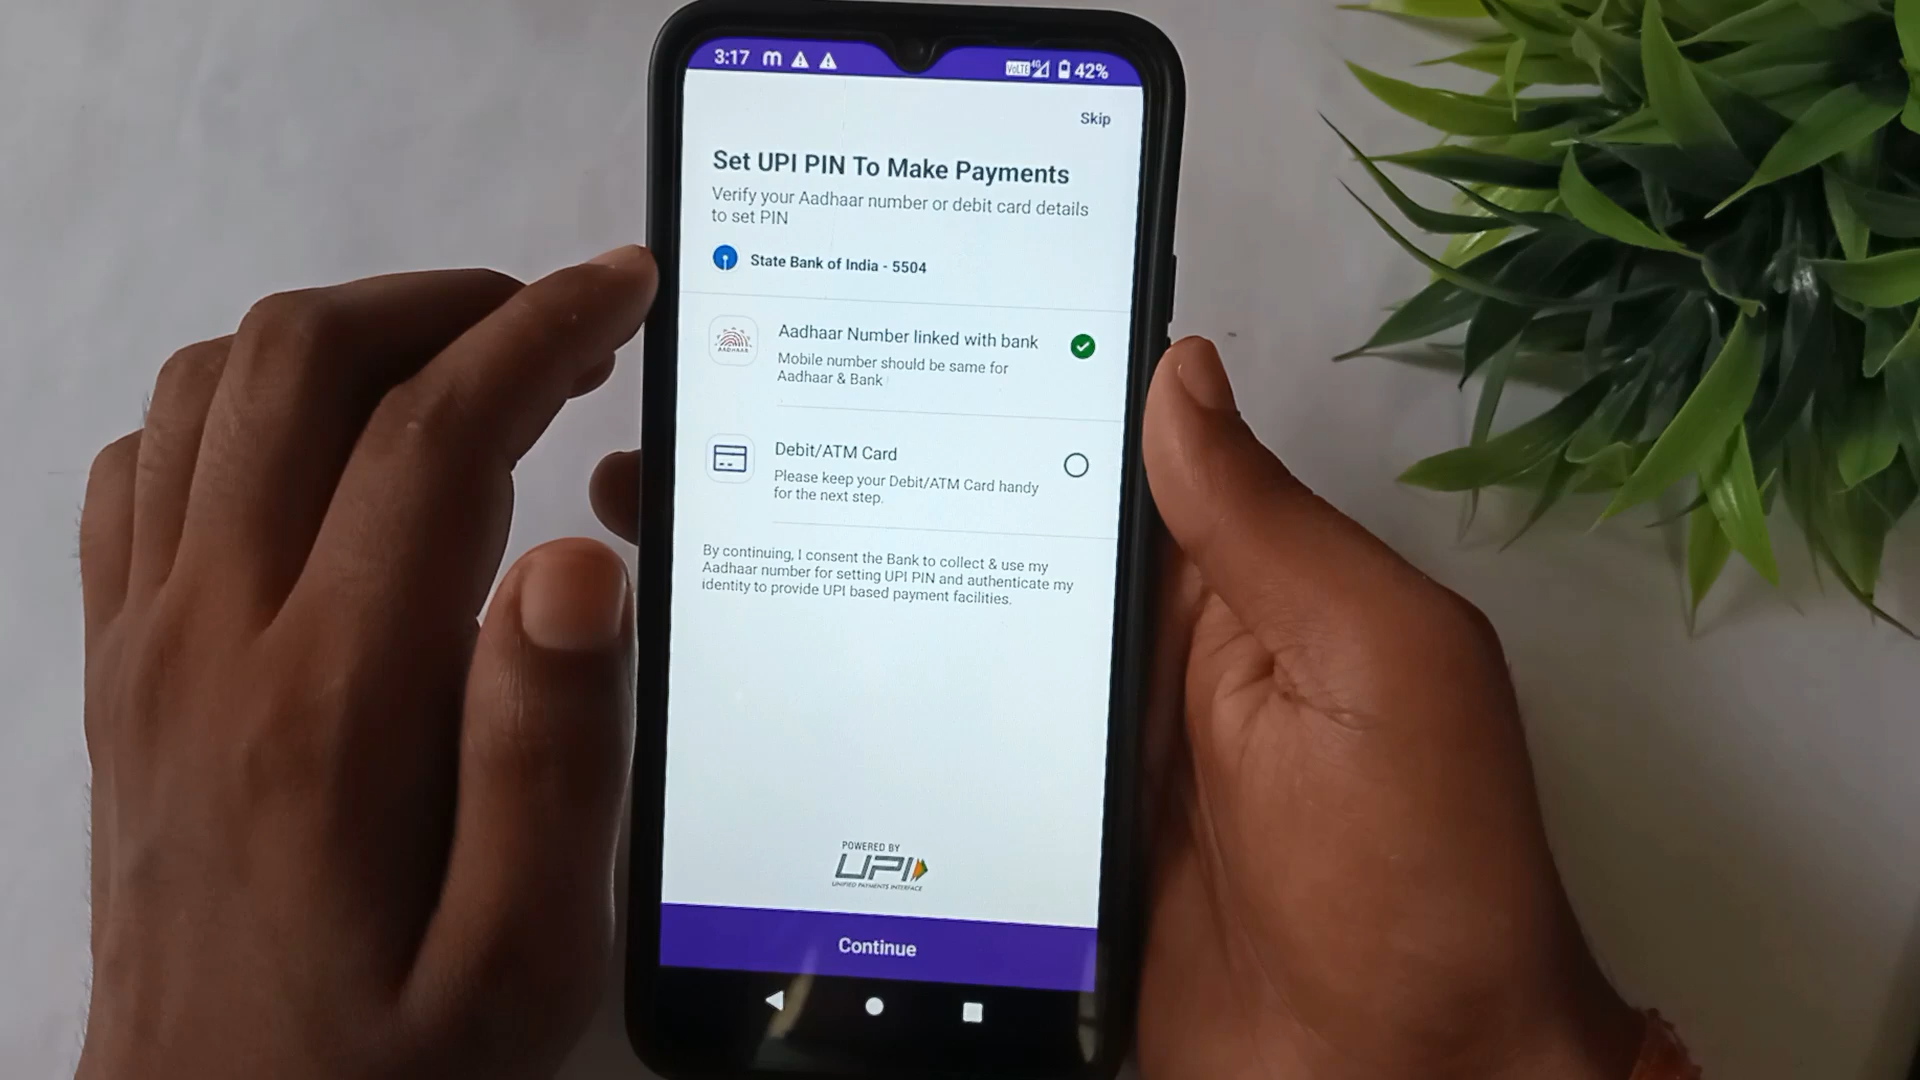 3:17
VoLTE 4G 42%
Skip
Set UPI PIN To Make Payments
Verify your Aadhaar number or debit card details
to set PIN
State Bank of India - 5504
AADHAAR
Aadhaar Number linked with bank
Mobile number should be same for
Aadhaar & Bank
Debit/ATM Card
Please keep your Debit/ATM Card handy
for the next step.
By continuing, I consent the Bank to collect & use my
Aadhaar number for setting UPI PIN and authenticate my
identity to provide UPI based payment facilities.
POWERED BY
UPI
UNIFIED PAYMENTS INTERFACE
Continue